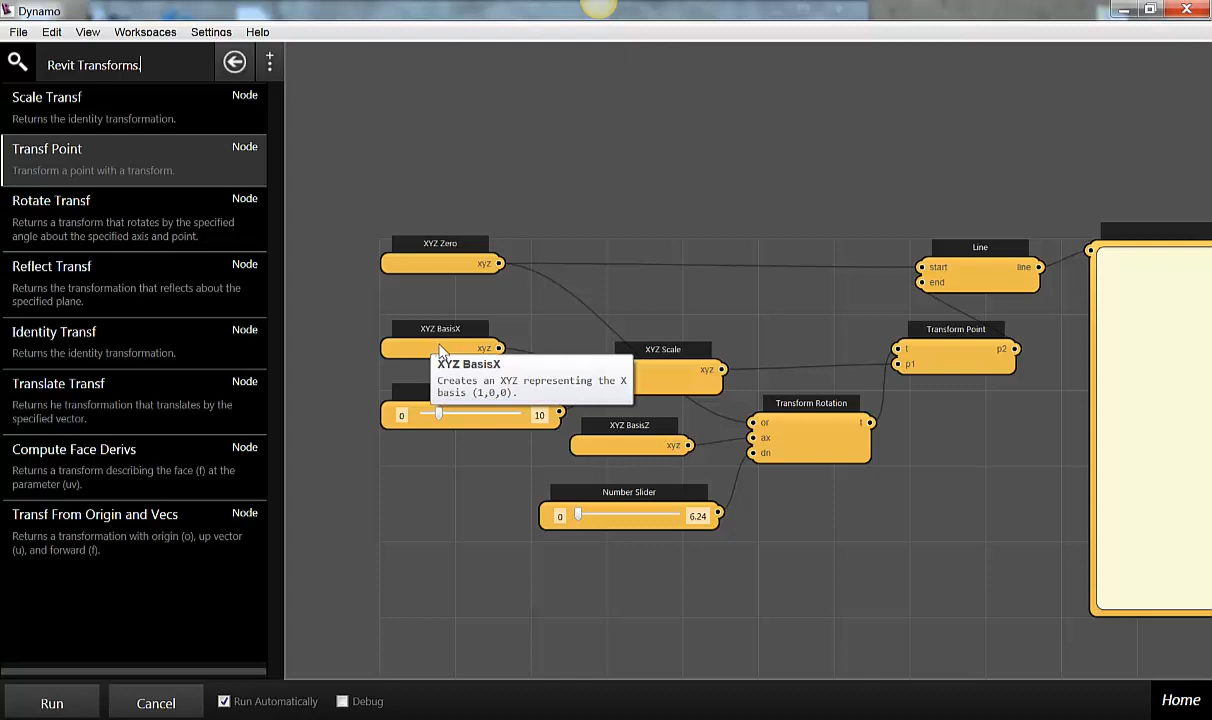 Dynamo
File Edit View Workspaces Settings Help
Revit Transforms.
Scale Transf Node
Returns the identity transformation.
Transf Point Node
Transform a point with a transform.
Rotate Transf Node
Returns a transform that rotates by the specified
angle about the specified axis and point.
Reflect Transf Node
Returns the transformation that reflects about the
specified plane.
Identity Transf Node
Returns the identity transformation.
Translate Transf Node
Returns he transformation that translates by the
specified vector.
Compute Face Derivs Node
Returns a transform describing the face (f) at the
parameter (uv).
Transf From Origin and Vecs Node
Returns a transformation with origin (o), up vector
(u), and forward (f).
XYZ Zero
xyz
XYZ BasisX
xyz
XYZ BasisX
Creates an XYZ representing the X
basis (1,0,0).
0 10
XYZ Scale
xyz
XYZ BasisZ
xyz
Number Slider
0 6.24
Transform Rotation
or t
ax
dn
Line
start line
end
Transform Point
t p2
p1
Run Cancel Run Automatically Debug Home